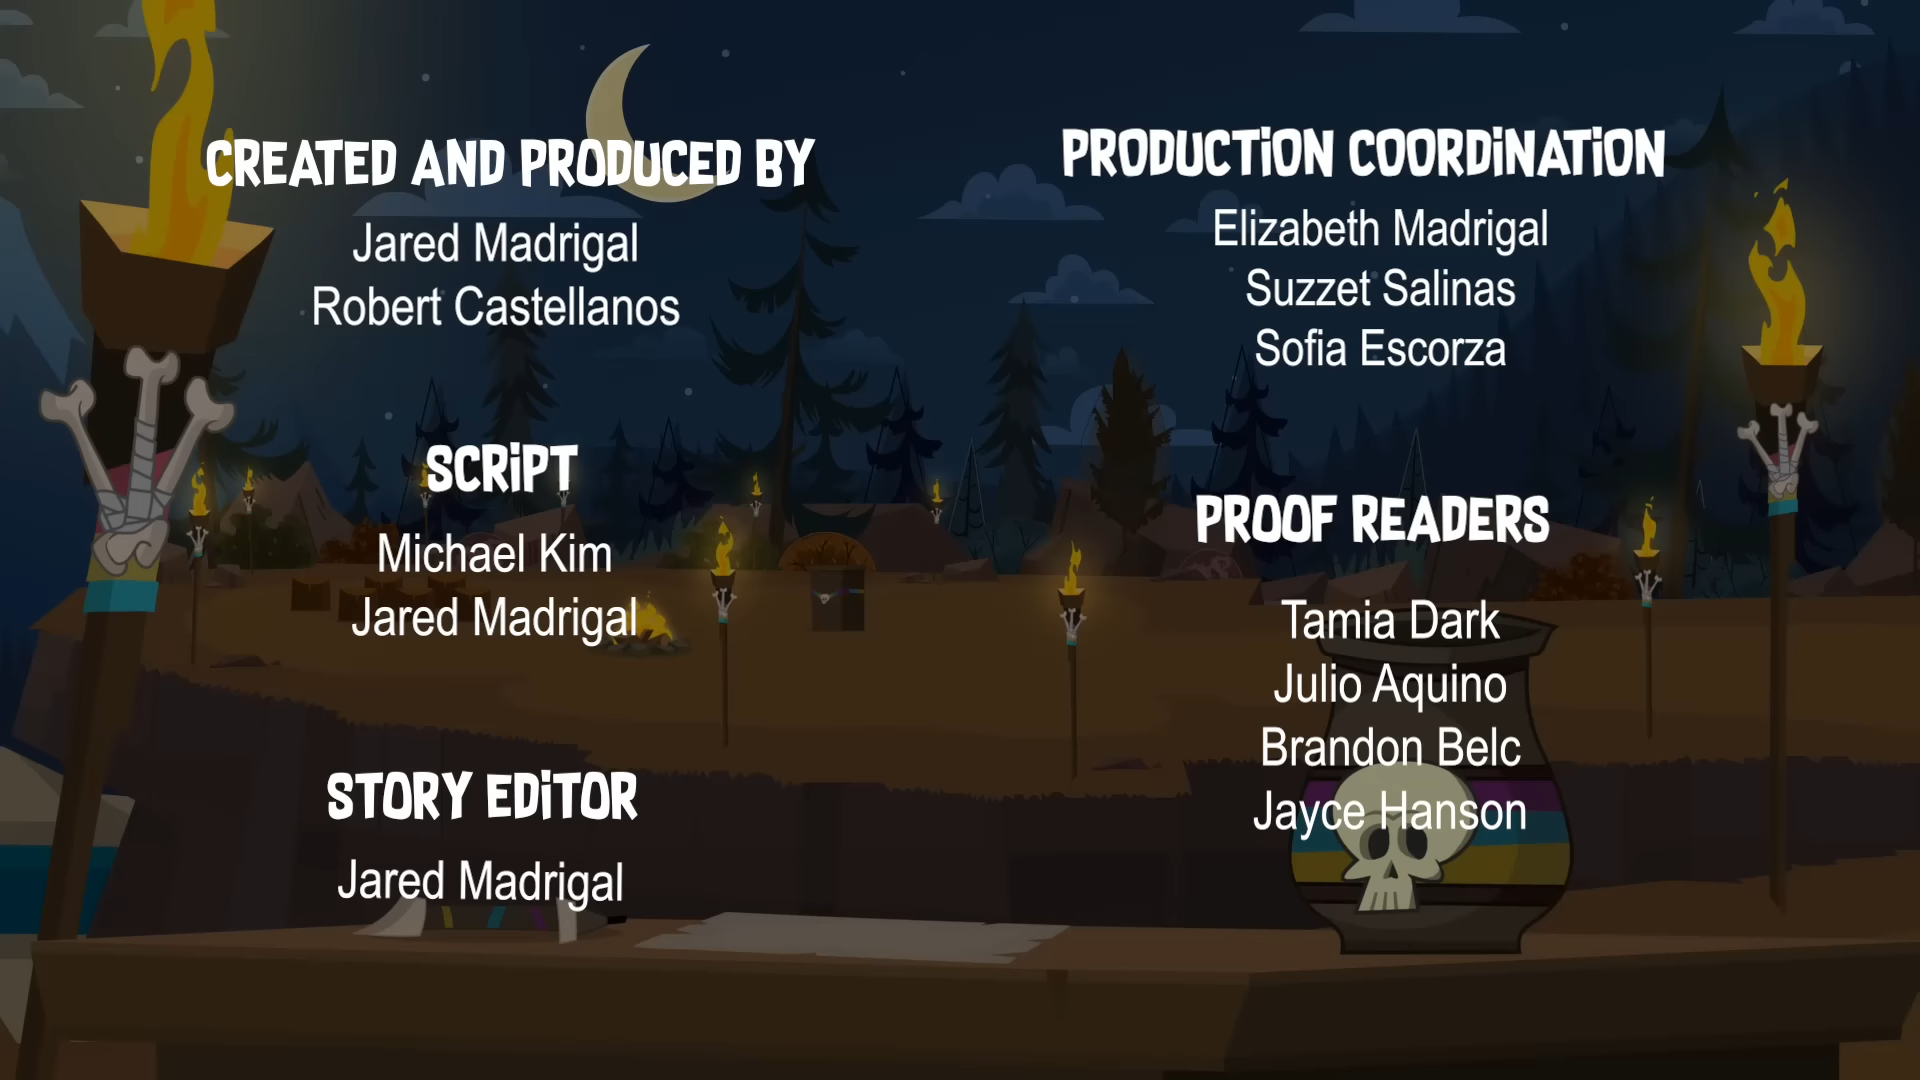 CREATED AND PRODUCED BY
Jared Madrigal
Robert Castellanos
SCRiPT
Michael Kim
Jared Madrigal
STORY EDiTOR
Jared Madrigal
PRODUCTiON COORDiNATiON
Elizabeth Madrigal
Suzzet Salinas
Sofia Escorza
PROOF READERS
Tamia Dark
Julio Aquino
Brandon Belc
Jayce Hanson